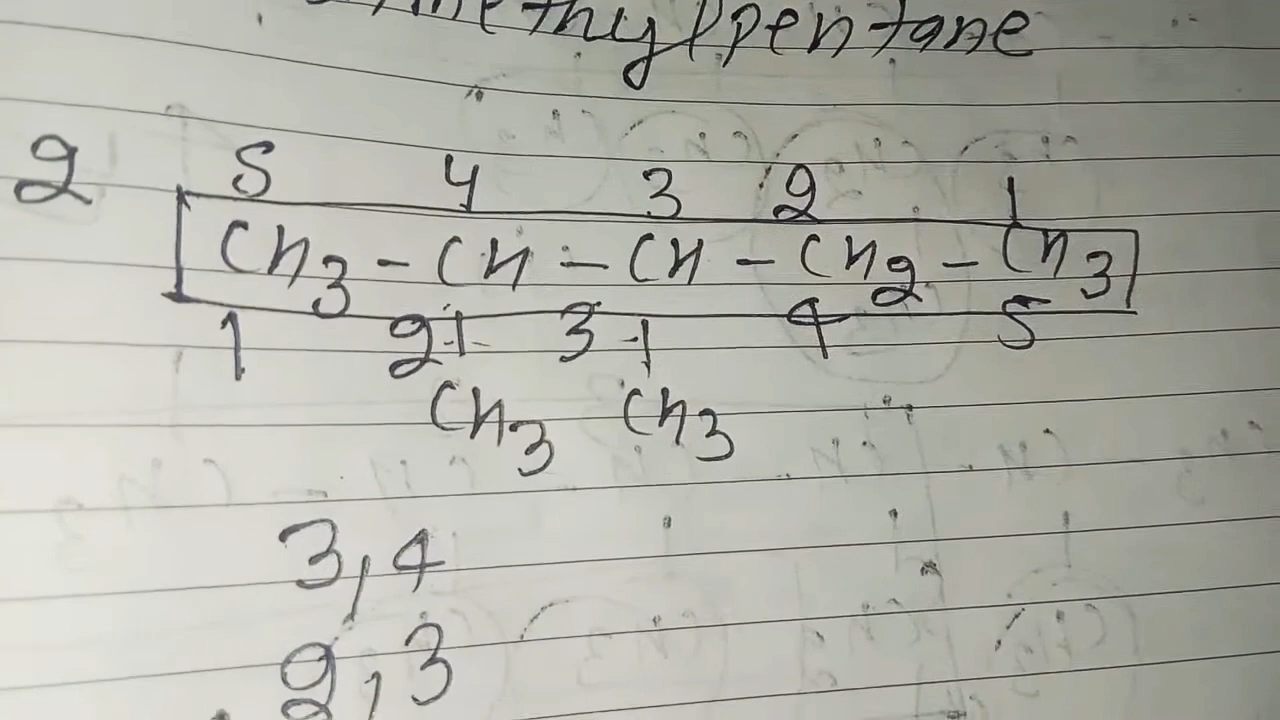 methylpentane
2 5 4 3 2 1
CH3 - CH - CH - CH2 - CH3
1 2 | 3 | 4 5
CH3 CH3
3,4
2,3